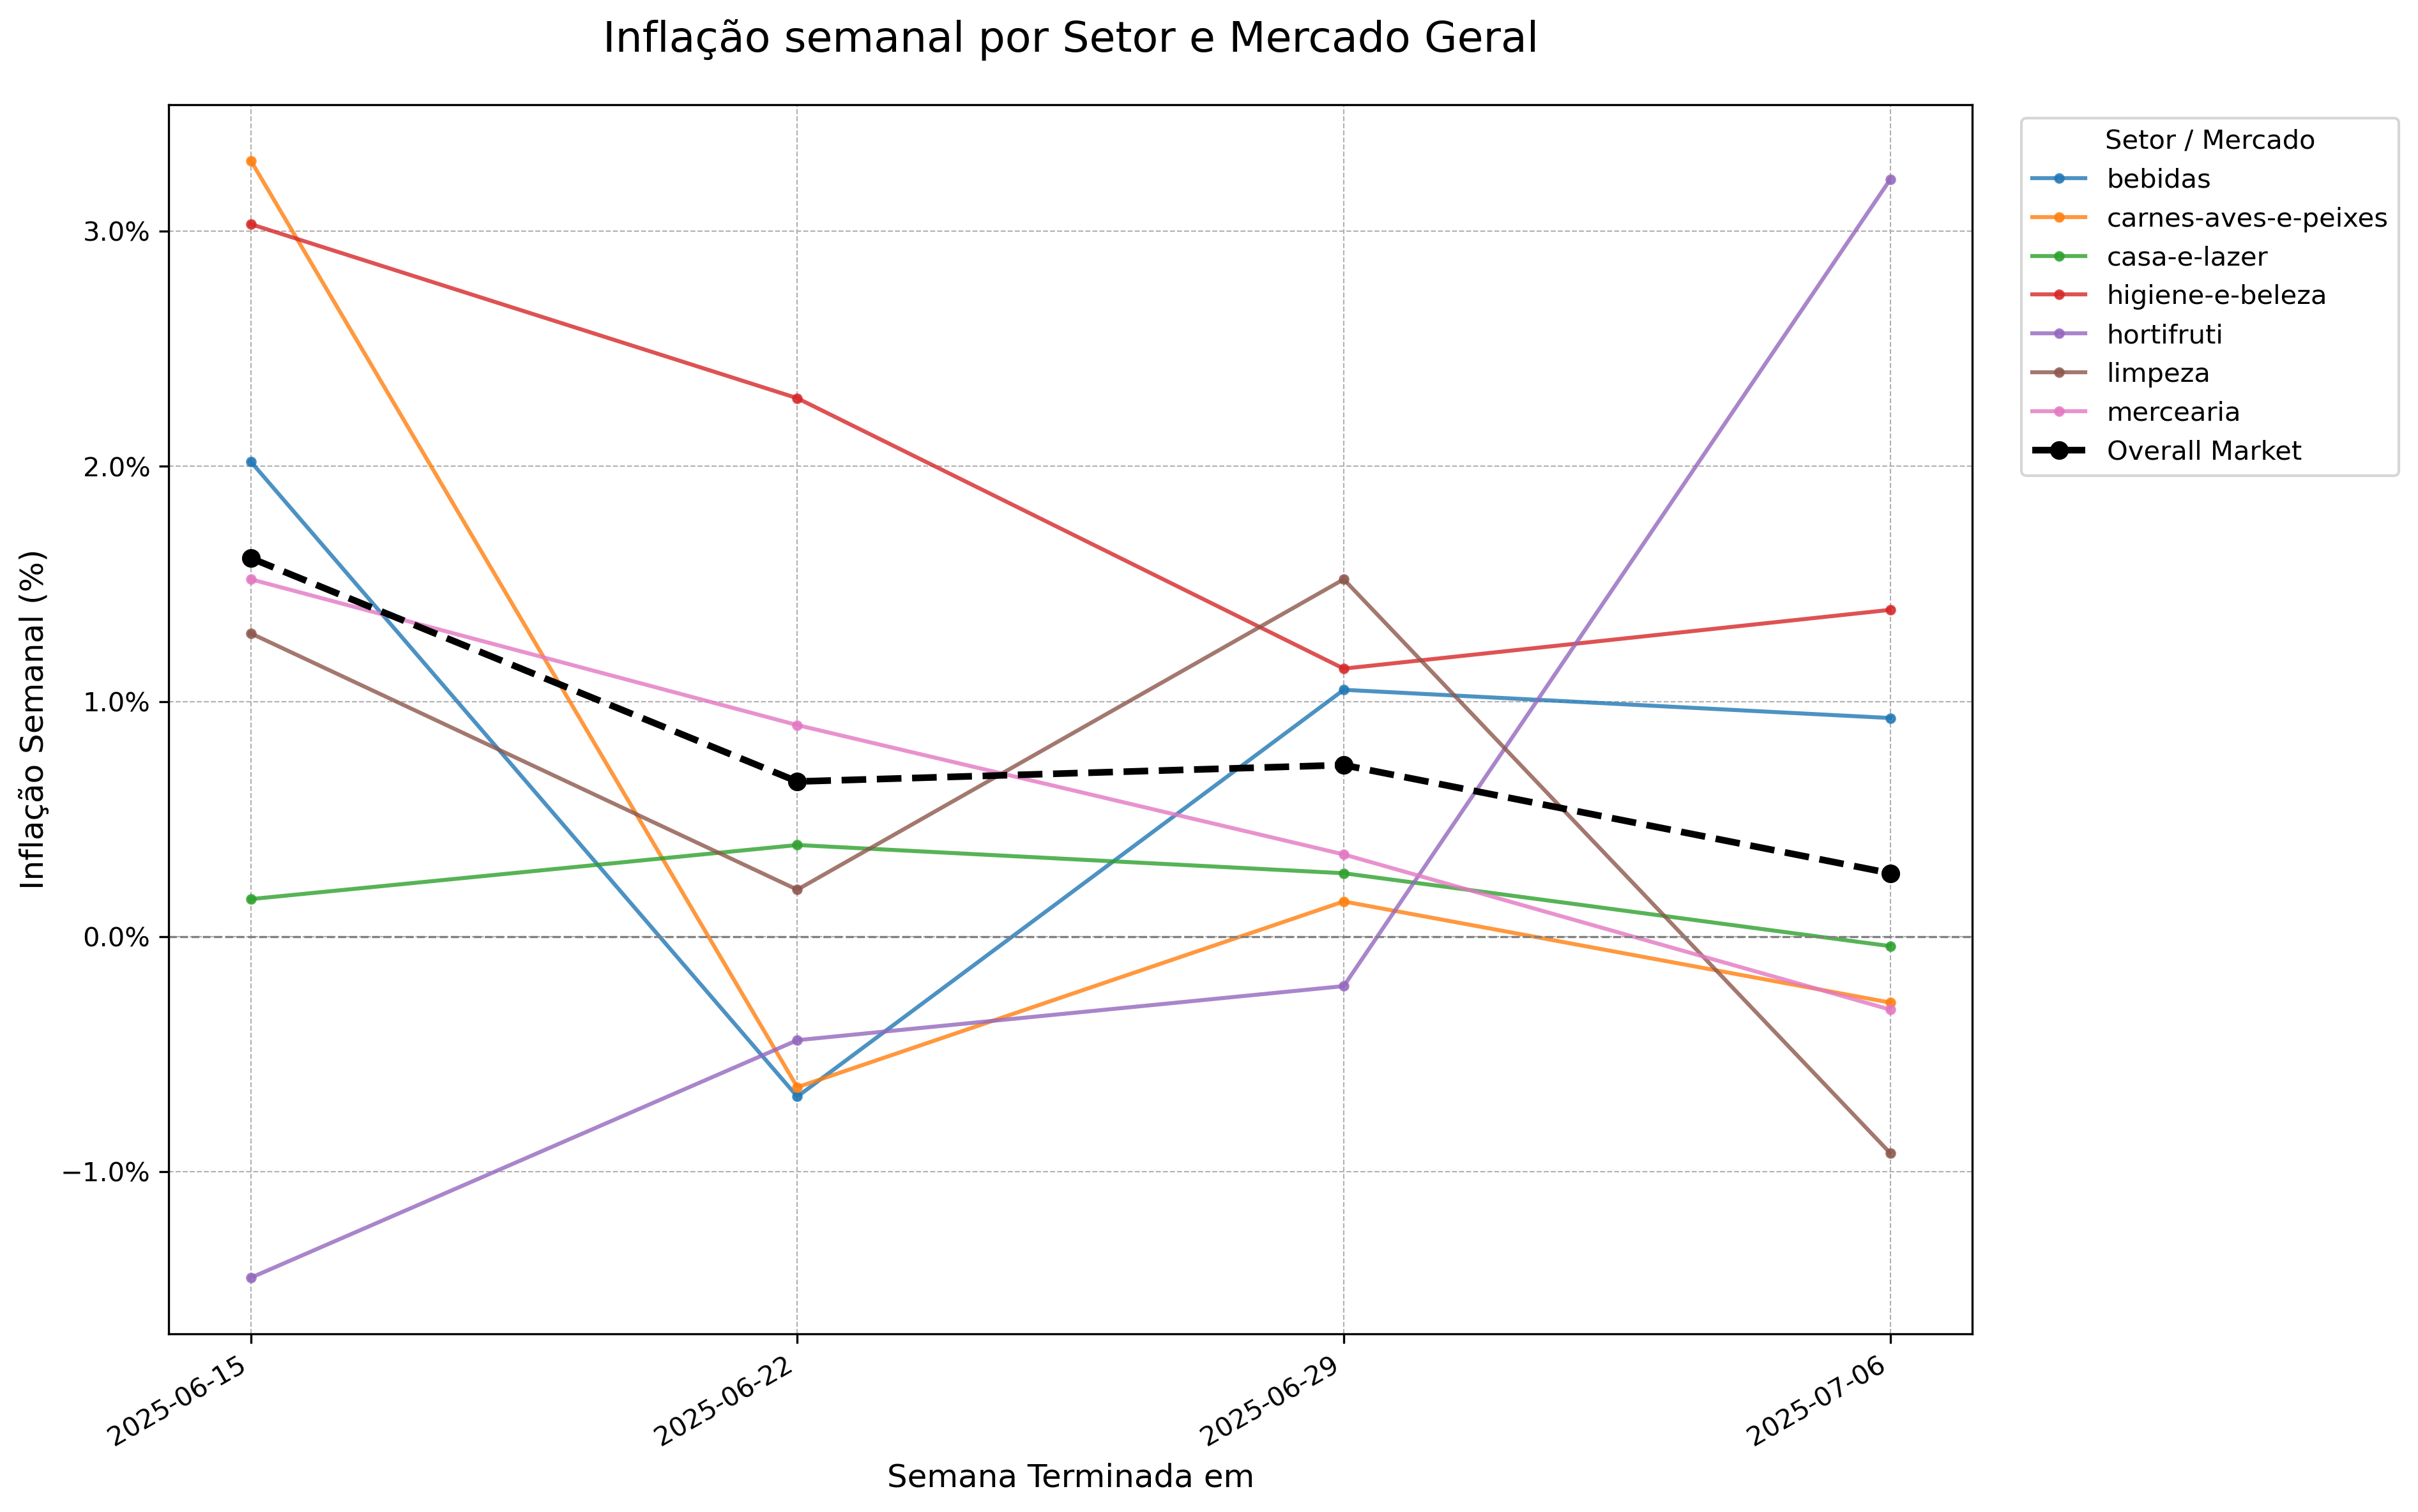 Inflação semanal por Setor e Mercado Geral
Inflação Semanal (%)
3.0%
2.0%
1.0%
0.0%
−1.0%
2025-06-15
2025-06-22
2025-06-29
2025-07-06
Semana Terminada em
Setor / Mercado
bebidas
carnes-aves-e-peixes
casa-e-lazer
higiene-e-beleza
hortifruti
limpeza
mercearia
Overall Market